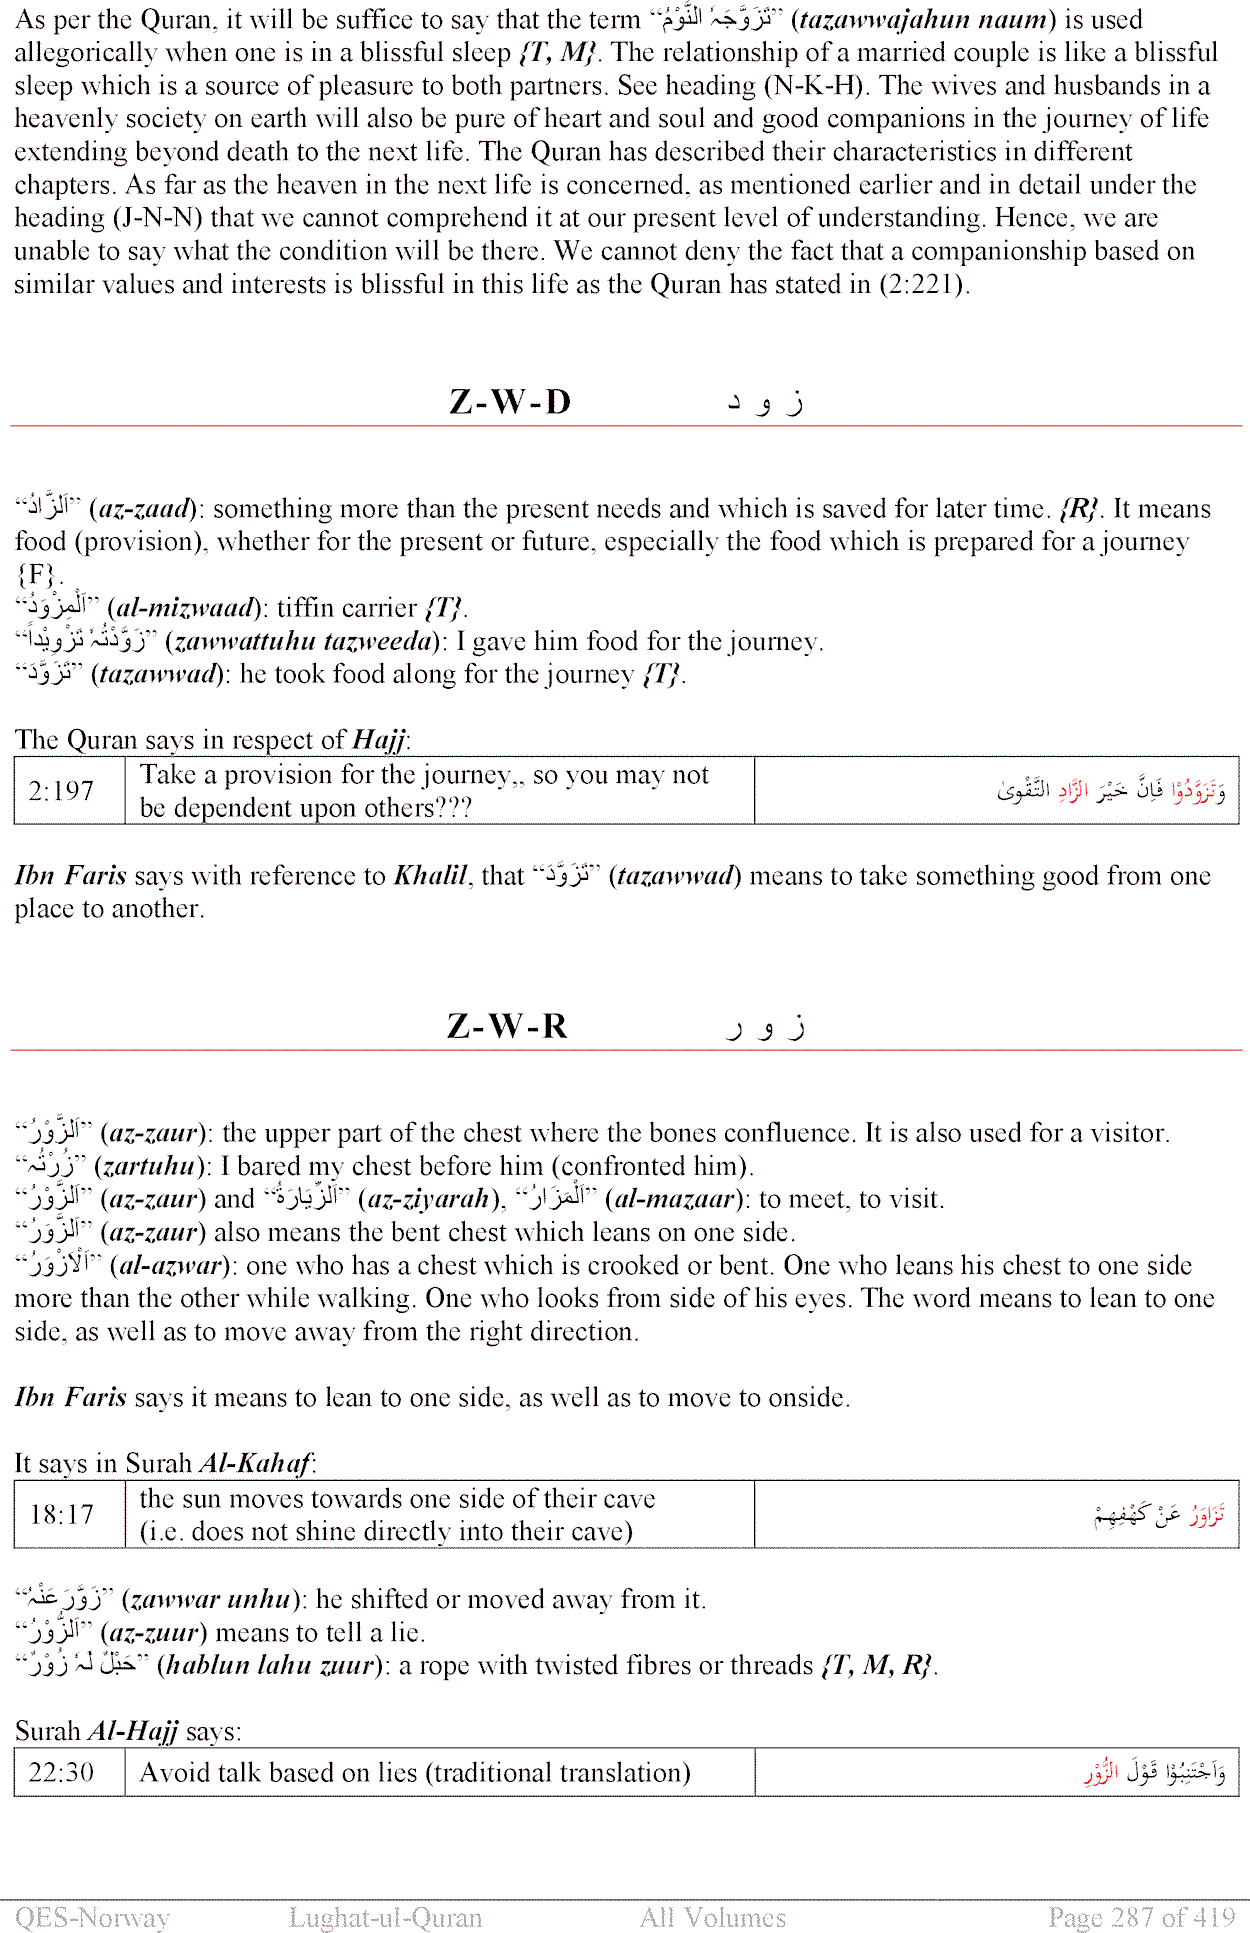 As per the Quran, it will be suffice to say that the term “تَزَوَّجَہُ النَّوْمُ” (tazawwajahun naum) is used
allegorically when one is in a blissful sleep {T, M}. The relationship of a married couple is like a blissful
sleep which is a source of pleasure to both partners. See heading (N-K-H). The wives and husbands in a
heavenly society on earth will also be pure of heart and soul and good companions in the journey of life
extending beyond death to the next life. The Quran has described their characteristics in different
chapters. As far as the heaven in the next life is concerned, as mentioned earlier and in detail under the
heading (J-N-N) that we cannot comprehend it at our present level of understanding. Hence, we are
unable to say what the condition will be there. We cannot deny the fact that a companionship based on
similar values and interests is blissful in this life as the Quran has stated in (2:221).
Z-W-D ز و د
“اَلزَّادُ” (az-zaad): something more than the present needs and which is saved for later time. {R}. It means
food (provision), whether for the present or future, especially the food which is prepared for a journey
{F}.
“اَلْمِزْوَدُ” (al-mizwaad): tiffin carrier {T}.
“زَوَّدْتُہُ تَزْوِیْداً” (zawwattuhu tazweeda): I gave him food for the journey.
“تَزَوَّدَ” (tazawwad): he took food along for the journey {T}.
The Quran says in respect of Hajj:
2:197 Take a provision for the journey,, so you may not be dependent upon others??? وَتَزَوَّدُوْا فَاِنَّ خَيْرَ الزَّادِ التَّقْوىٰ
Ibn Faris says with reference to Khalil, that “تَزَوَّدَ” (tazawwad) means to take something good from one
place to another.
Z-W-R ز و ر
“اَلزَّوْرُ” (az-zaur): the upper part of the chest where the bones confluence. It is also used for a visitor.
“زُرْتُہ” (zartuhu): I bared my chest before him (confronted him).
“اَلزَّوْرُ” (az-zaur) and “اَلزِّيَارَةُ” (az-ziyarah), “اَلْمَزَارُ” (al-mazaar): to meet, to visit.
“اَلزَّوَرُ” (az-zaur) also means the bent chest which leans on one side.
“اَلْاَزْوَرُ” (al-azwar): one who has a chest which is crooked or bent. One who leans his chest to one side
more than the other while walking. One who looks from side of his eyes. The word means to lean to one
side, as well as to move away from the right direction.
Ibn Faris says it means to lean to one side, as well as to move to onside.
It says in Surah Al-Kahaf:
18:17 the sun moves towards one side of their cave (i.e. does not shine directly into their cave) تَزَاوَرُ عَنْ كَهْفِهِمْ
“زَوَّرَ عَنْہُ” (zawwar unhu): he shifted or moved away from it.
“اَلزُّوْرُ” (az-zuur) means to tell a lie.
“حَبْلٌ لَہُ زُوْرٌ” (hablun lahu zuur): a rope with twisted fibres or threads {T, M, R}.
Surah Al-Hajj says:
22:30 Avoid talk based on lies (traditional translation) وَاجْتَنِبُوْا قَوْلَ الزُّوْرِ
QES-Norway Lughat-ul-Quran All Volumes Page 287 of 419